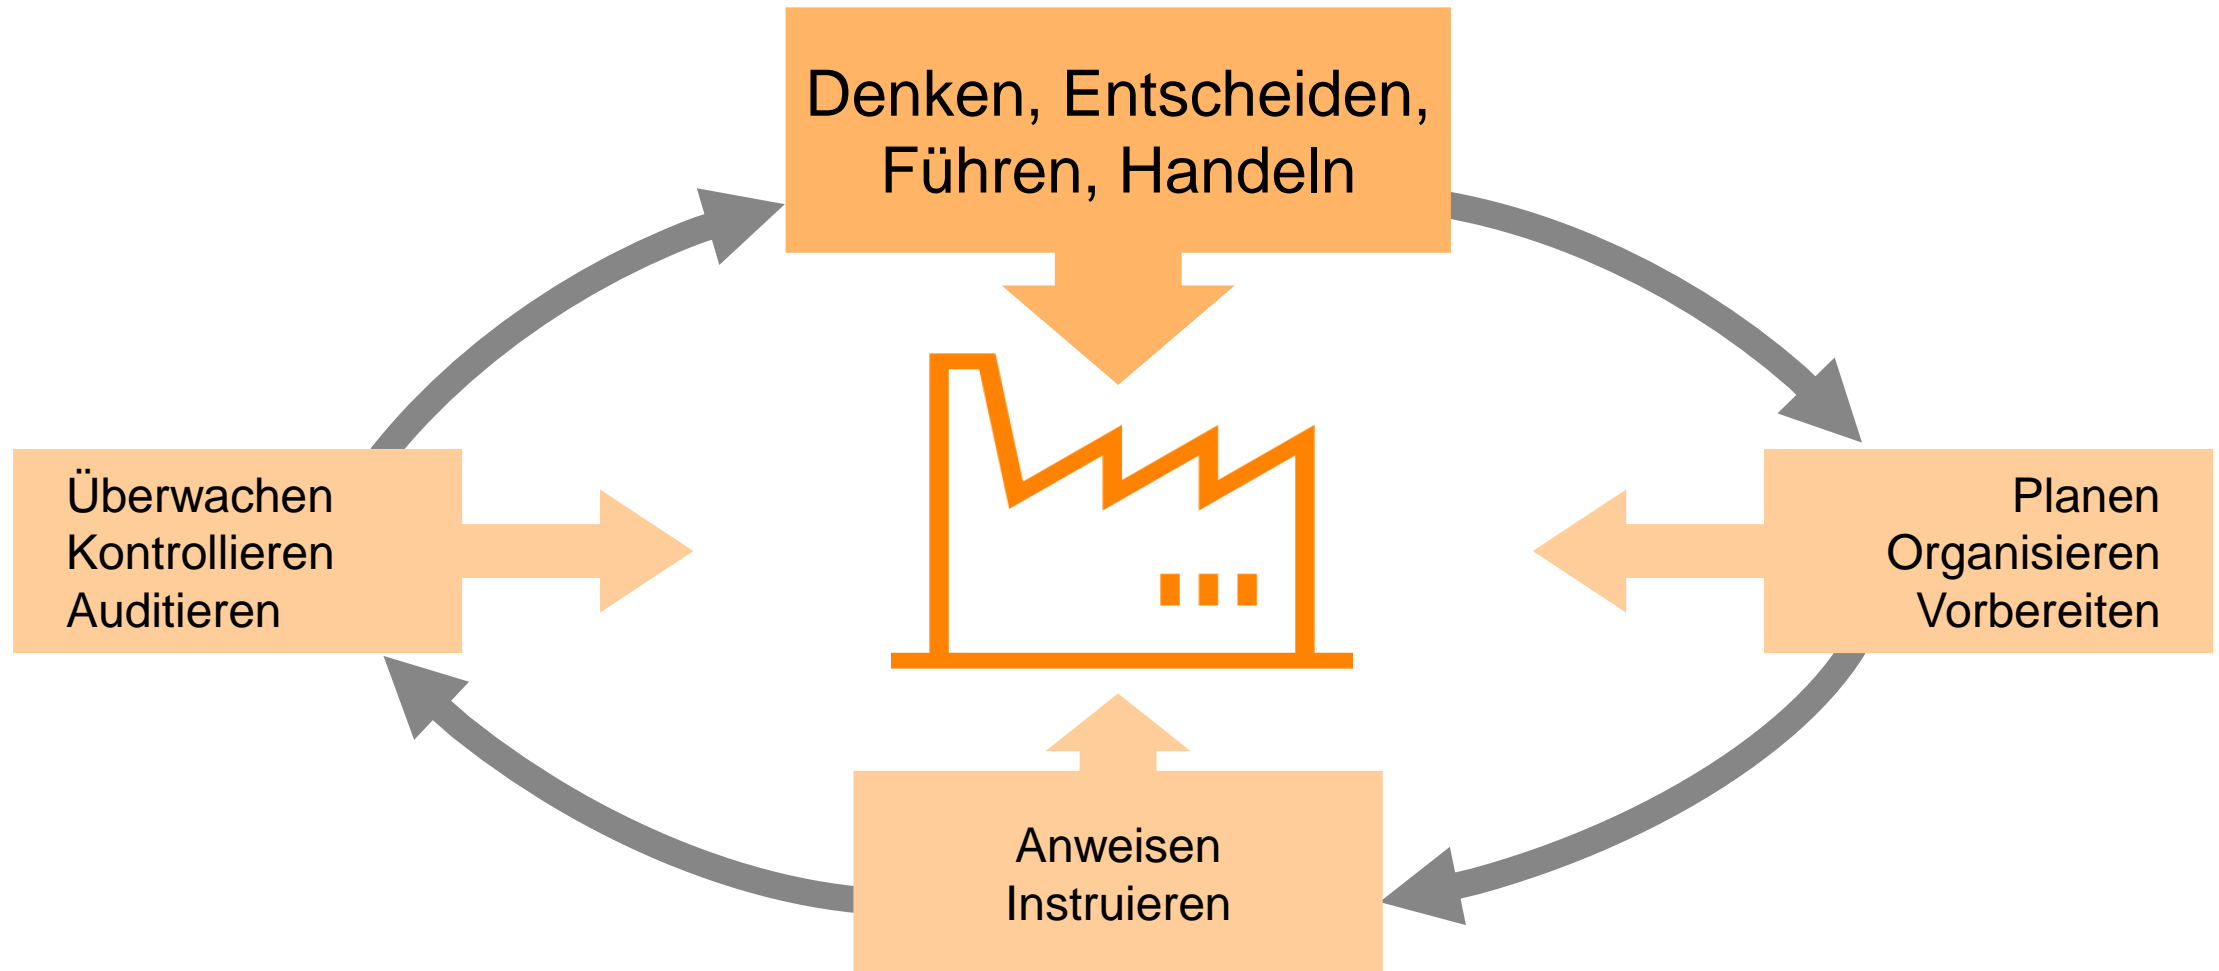 Denken, Entscheiden,
Führen, Handeln
Überwachen
Kontrollieren
Auditieren
Planen
Organisieren
Vorbereiten
Anweisen
Instruieren